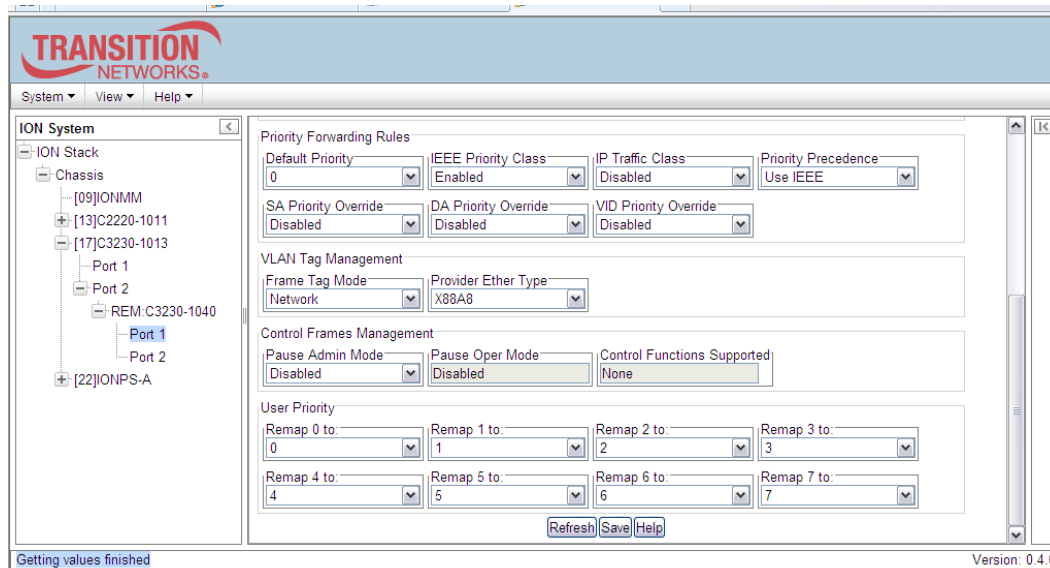 TRANSITION
NETWORKS®
System View Help
ION System
ION Stack
Chassis
[09]IONMM
[13]C2220-1011
[17]C3230-1013
Port 1
Port 2
REM:C3230-1040
Port 1
Port 2
[22]IONPS-A
Priority Forwarding Rules
Default Priority IEEE Priority Class IP Traffic Class Priority Precedence
0 Enabled Disabled Use IEEE
SA Priority Override DA Priority Override VID Priority Override
Disabled Disabled Disabled
VLAN Tag Management
Frame Tag Mode Provider Ether Type
Network X88A8
Control Frames Management
Pause Admin Mode Pause Oper Mode Control Functions Supported
Disabled Disabled None
User Priority
Remap 0 to: Remap 1 to: Remap 2 to: Remap 3 to:
0 1 2 3
Remap 4 to: Remap 5 to: Remap 6 to: Remap 7 to:
4 5 6 7
Refresh Save Help
Getting values finished
Version: 0.4.